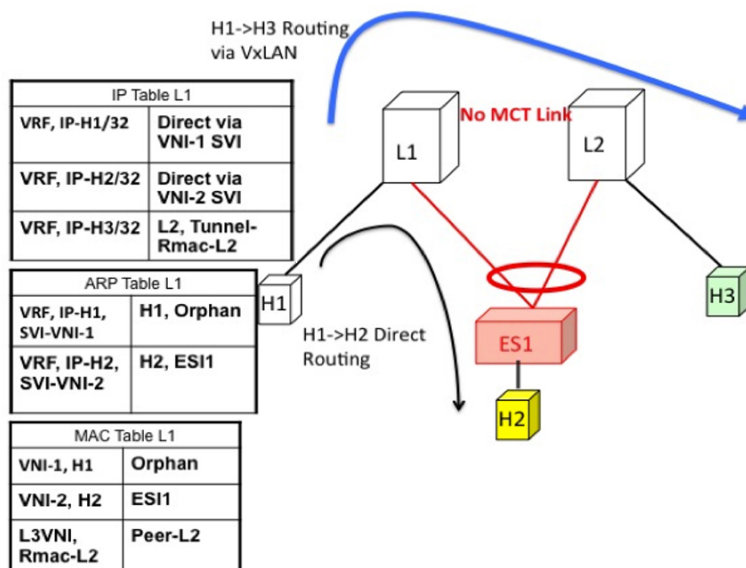 H1->H3 Routing
via VxLAN
IP Table L1
VRF, IP-H1/32
Direct via
VNI-1 SVI
VRF, IP-H2/32
Direct via
VNI-2 SVI
VRF, IP-H3/32
L2, Tunnel-
Rmac-L2
No MCT Link
L1
L2
ARP Table L1
VRF, IP-H1,
SVI-VNI-1
H1, Orphan
VRF, IP-H2,
SVI-VNI-2
H2, ESI1
H1
H3
H1->H2 Direct
Routing
ES1
H2
MAC Table L1
VNI-1, H1
Orphan
VNI-2, H2
ESI1
L3VNI,
Rmac-L2
Peer-L2